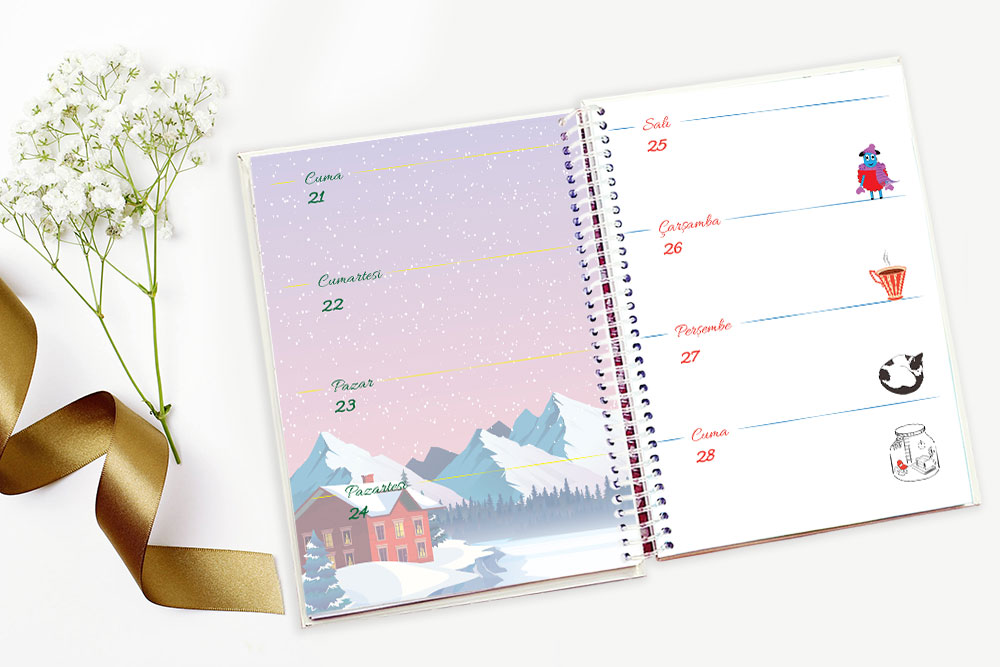 Cuma
21
Cumartesi
22
Pazar
23
Pazartesi
24
Salı
25
Çarşamba
26
Perşembe
27
Cuma
28